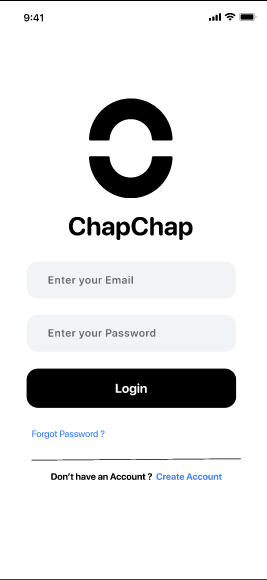 9:41
ChapChap
Enter your Email
Enter your Password
Login
Forgot Password ?
Don't have an Account ? Create Account